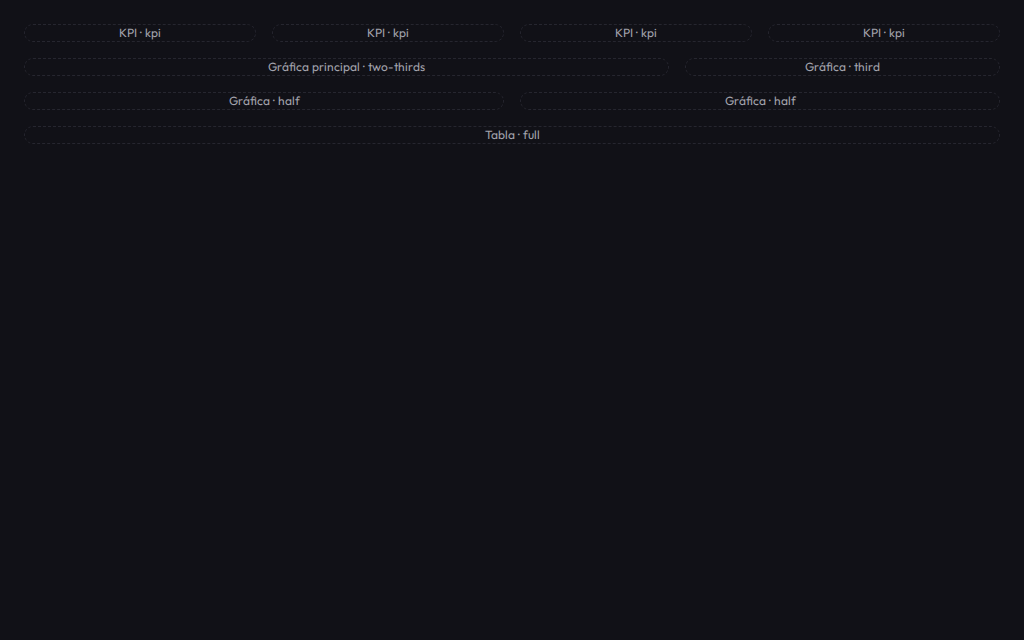 KPI · kpi KPI · kpi KPI · kpi KPI · kpi
Gráfica principal · two-thirds Gráfica · third
Gráfica · half Gráfica · half
Tabla · full